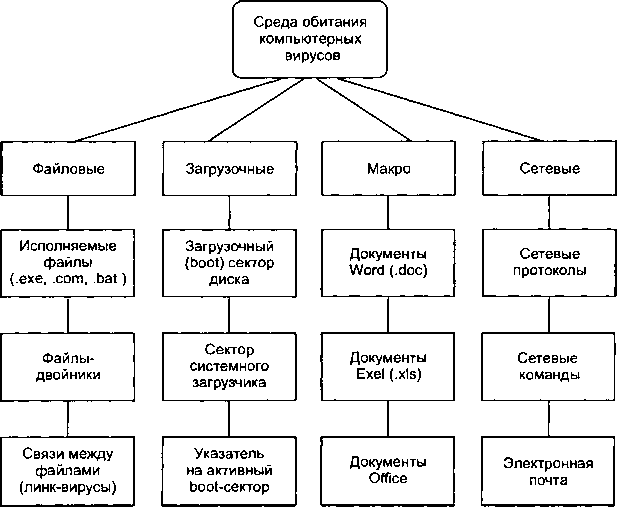 Среда обитания
компьютерных
вирусов
Файловые
Загрузочные
Макро
Сетевые
Исполняемые
файлы
(.exe, .com, .bat )
Загрузочный
(boot) сектор
диска
Документы
Word (.doc)
Сетевые
протоколы
Файлы-
двойники
Сектор
системного
загрузчика
Документы
Exel (.xls)
Сетевые
команды
Связи между
файлами
(линк-вирусы)
Указатель
на активный
boot-сектор
Документы
Office
Электронная
почта